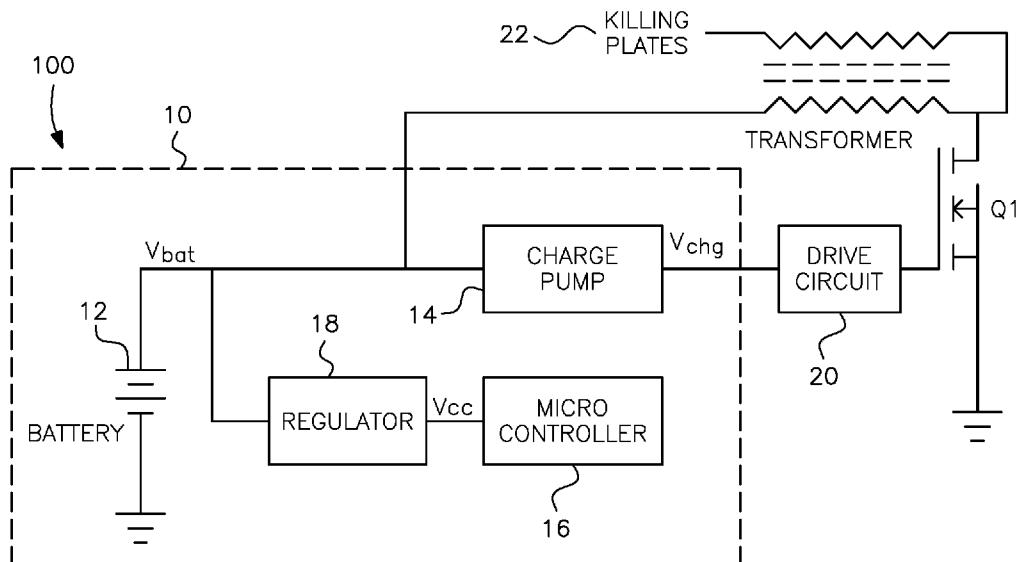 22
KILLING
PLATES
100
10
TRANSFORMER
Q1
Vbat
CHARGE
PUMP
Vchg
DRIVE
CIRCUIT
12
14
18
20
BATTERY
REGULATOR
Vcc
MICRO
CONTROLLER
16